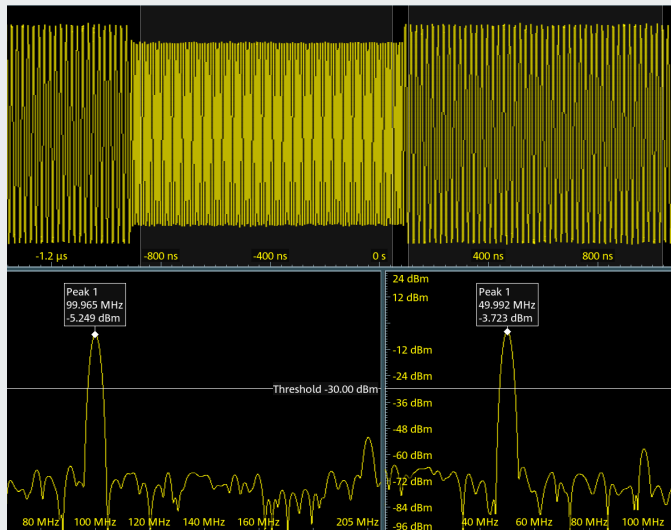 -1.2 µs -800 ns -400 ns 0 s 400 ns 800 ns
Peak 1
99.965 MHz
-5.249 dBm
Peak 1
49.992 MHz
-3.723 dBm
24 dBm
12 dBm
-12 dBm
-24 dBm
Threshold -30.00 dBm
-36 dBm
-48 dBm
-60 dBm
-72 dBm
-84 dBm
-96 dBm
80 MHz 100 MHz 120 MHz 140 MHz 160 MHz 205 MHz
40 MHz 60 MHz 80 MHz 100 MHz